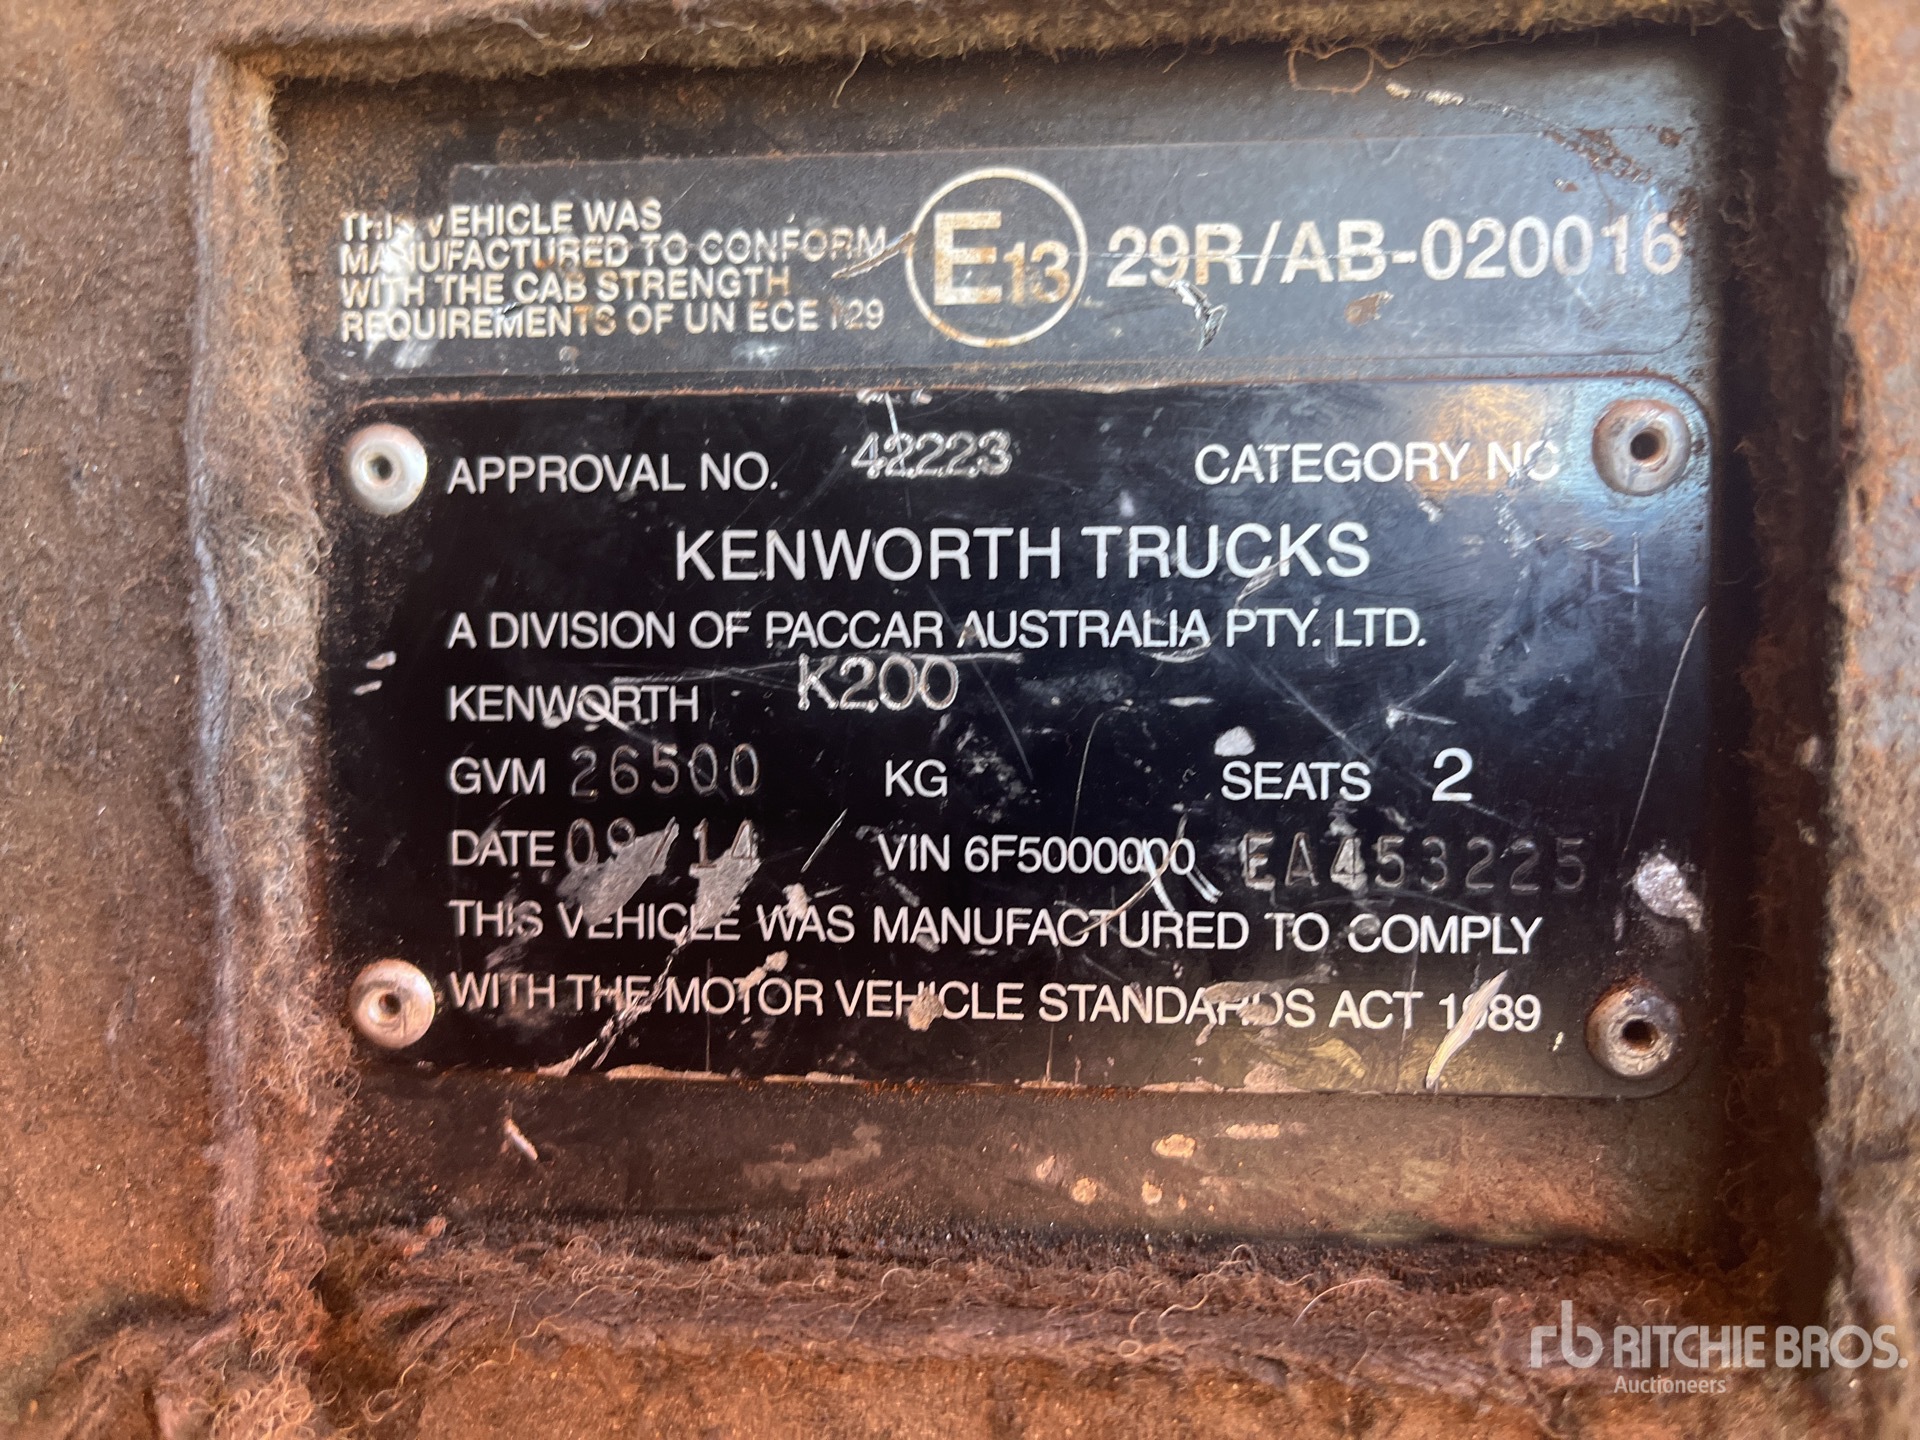 THIS VEHICLE WAS
MANUFACTURED TO CONFORM
WITH THE CAB STRENGTH
REQUIREMENTS OF UN ECE R29
E13 29R/AB-020016
APPROVAL NO. 42223 CATEGORY NC
KENWORTH TRUCKS
A DIVISION OF PACCAR AUSTRALIA PTY. LTD.
KENWORTH K200
GVM 26500 KG SEATS 2
DATE 09/14 VIN 6F5000000 EA453225
THIS VEHICLE WAS MANUFACTURED TO COMPLY
WITH THE MOTOR VEHICLE STANDARDS ACT 1989
rb RITCHIE BROS.
Auctioneers